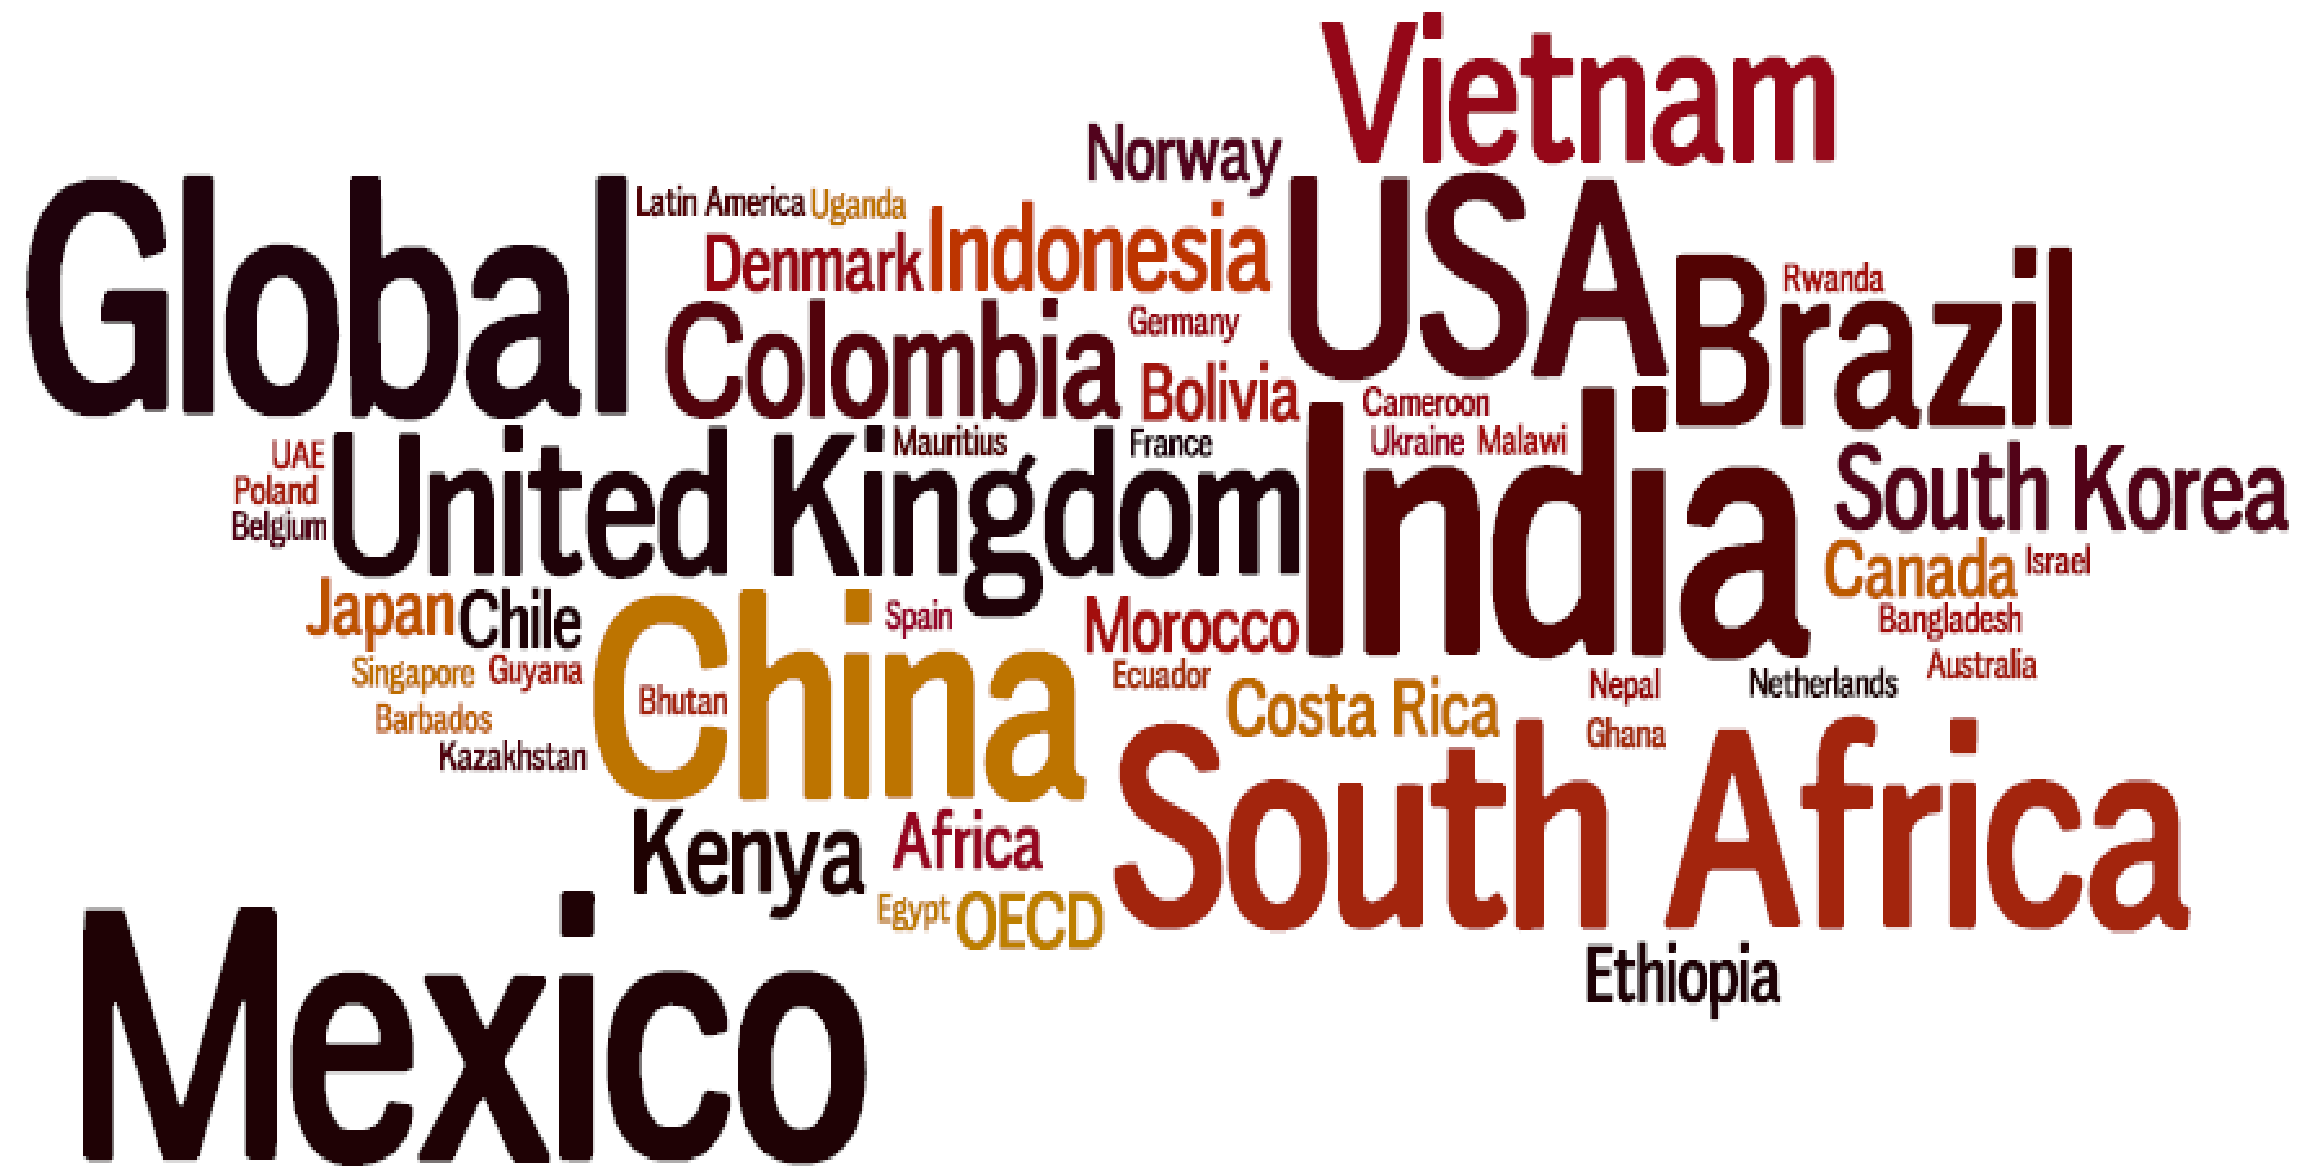 Vietnam
Norway
Global
Latin America
Uganda
USA
Denmark
Indonesia
Brazil
Rwanda
Colombia
Germany
Bolivia
Cameroon
United Kingdom
Mauritius
France
India
Ukraine
Malawi
UAE
Poland
Belgium
South Korea
Canada
Israel
Japan
Chile
China
Spain
Morocco
Bangladesh
Singapore
Guyana
Bhutan
Ecuador
Costa Rica
Nepal
Netherlands
Australia
Barbados
Kazakhstan
Ghana
South Africa
Kenya
Africa
Egypt
OECD
Mexico
Ethiopia